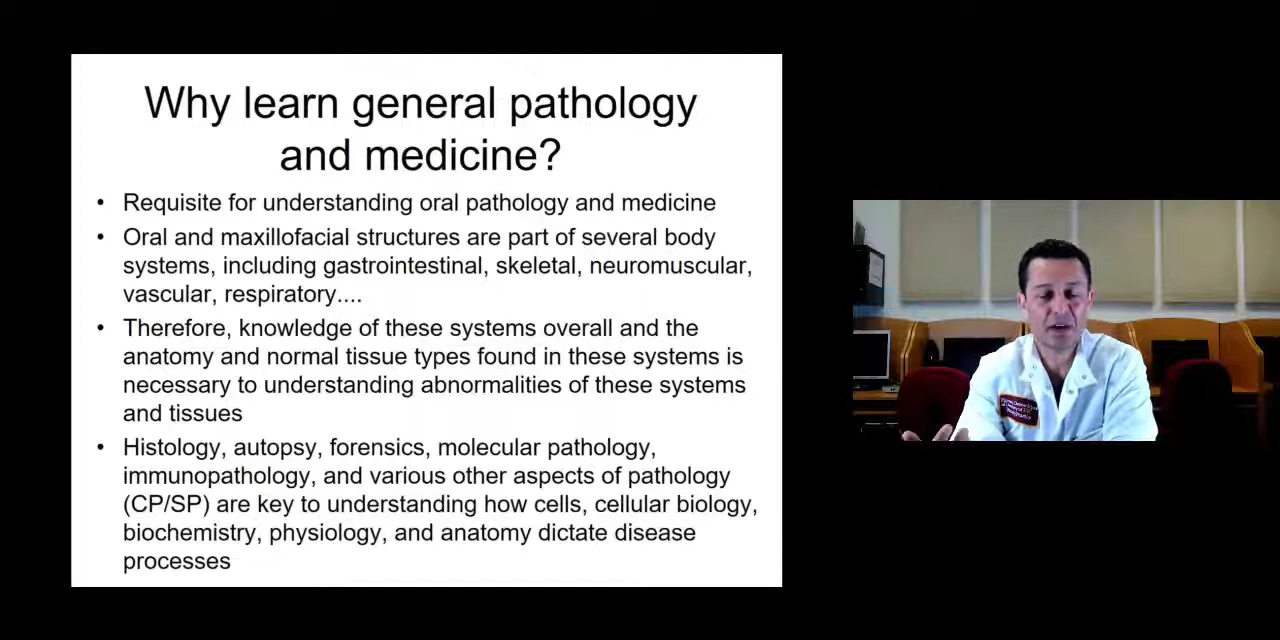 Why learn general pathology
and medicine?
• Requisite for understanding oral pathology and medicine
• Oral and maxillofacial structures are part of several body
systems, including gastrointestinal, skeletal, neuromuscular,
vascular, respiratory....
• Therefore, knowledge of these systems overall and the
anatomy and normal tissue types found in these systems is
necessary to understanding abnormalities of these systems
and tissues
• Histology, autopsy, forensics, molecular pathology,
immunopathology, and various other aspects of pathology
(CP/SP) are key to understanding how cells, cellular biology,
biochemistry, physiology, and anatomy dictate disease
processes